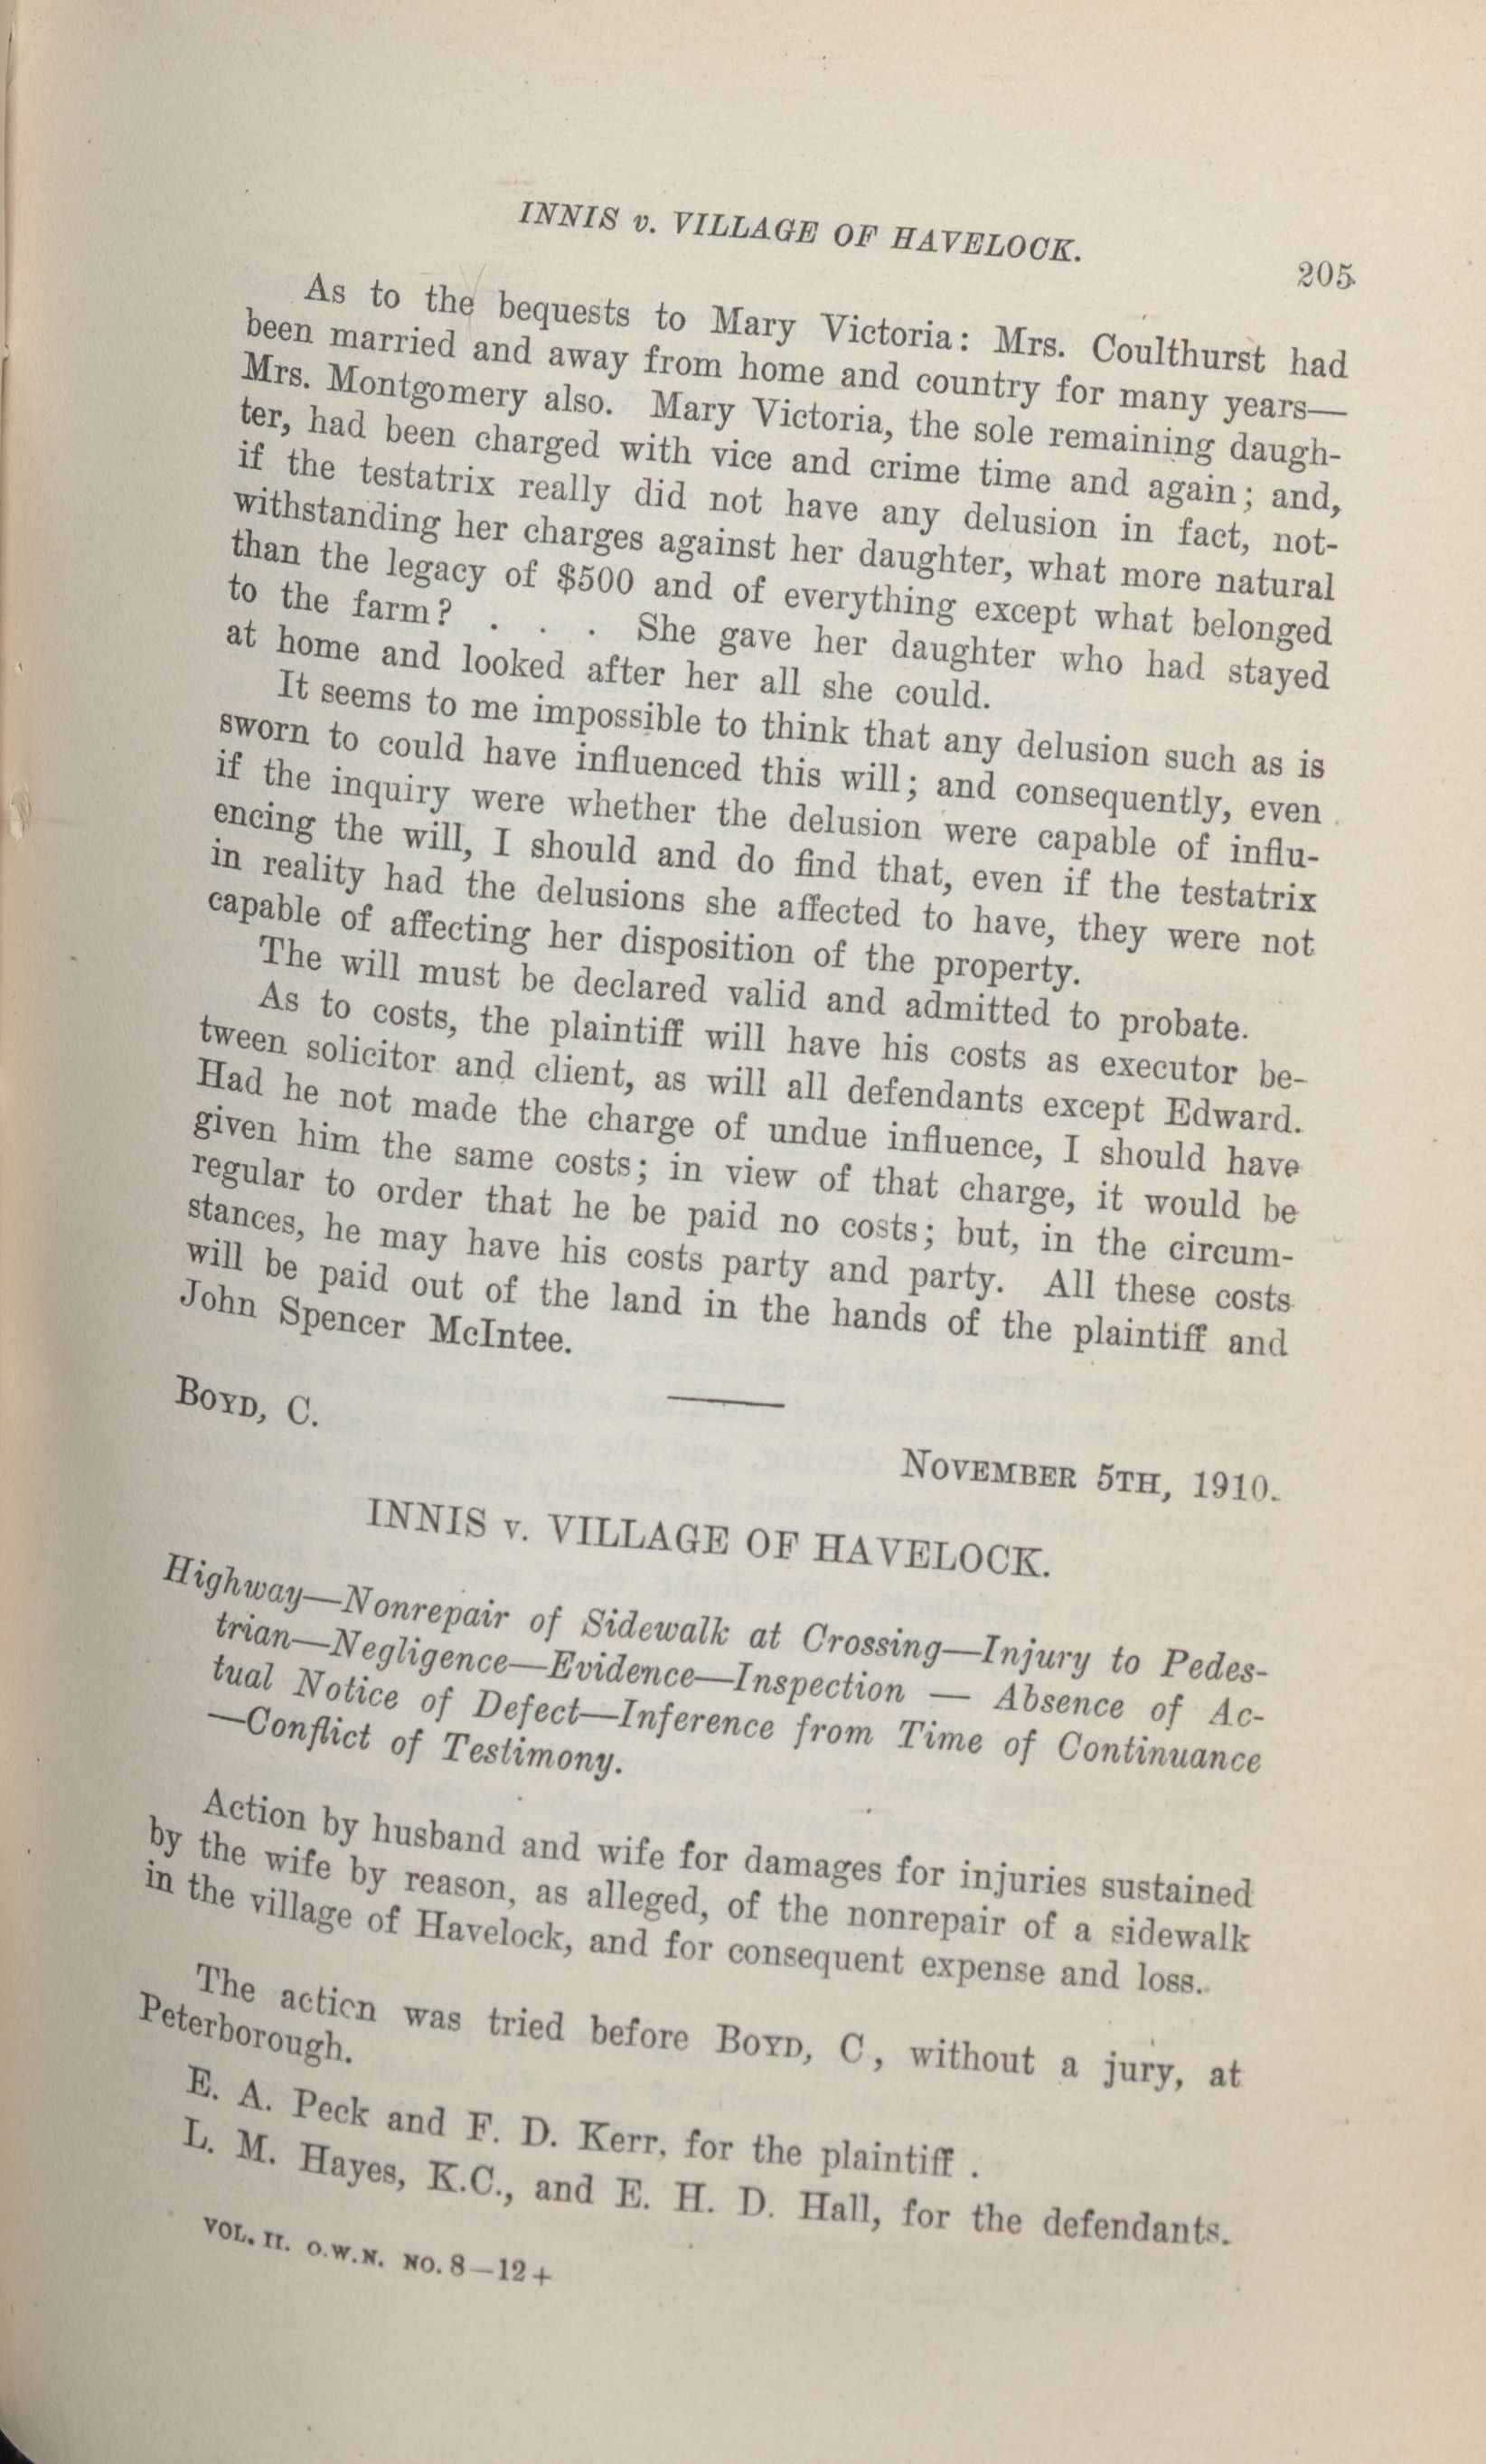 INNIS v. VILLAGE OF HAVELOCK.
205
As to the bequests to Mary Victoria: Mrs. Coulthurst had
been married and away from home and country for many years—
Mrs. Montgomery also. Mary Victoria, the sole remaining daugh-
ter, had been charged with vice and crime time and again; and,
if the testatrix really did not have any delusion in fact, not-
withstanding her charges against her daughter, what more natural
than the legacy of $500 and of everything except what belonged
to the farm? . . . She gave her daughter who had stayed
at home and looked after her all she could.
It seems to me impossible to think that any delusion such as is
sworn to could have influenced this will; and consequently, even
if the inquiry were whether the delusion were capable of influ-
encing the will, I should and do find that, even if the testatrix
in reality had the delusions she affected to have, they were not
capable of affecting her disposition of the property.
The will must be declared valid and admitted to probate.
As to costs, the plaintiff will have his costs as executor be-
tween solicitor and client, as will all defendants except Edward.
Had he not made the charge of undue influence, I should have
given him the same costs; in view of that charge, it would be
regular to order that he be paid no costs; but, in the circum-
stances, he may have his costs party and party. All these costs
will be paid out of the land in the hands of the plaintiff and
John Spencer McIntee.
BOYD, C.
NOVEMBER 5TH, 1910.
INNIS v. VILLAGE OF HAVELOCK.
Highway—Nonrepair of Sidewalk at Crossing—Injury to Pedes-
trian—Negligence—Evidence—Inspection — Absence of Ac-
tual Notice of Defect—Inference from Time of Continuance
—Conflict of Testimony.
Action by husband and wife for damages for injuries sustained
by the wife by reason, as alleged, of the nonrepair of a sidewalk
in the village of Havelock, and for consequent expense and loss.
The action was tried before BOYD, C, without a jury, at
Peterborough.
E. A. Peck and F. D. Kerr, for the plaintiff .
L. M. Hayes, K.C., and E. H. D. Hall, for the defendants.
VOL. II. O.W.N. NO. 8—12+